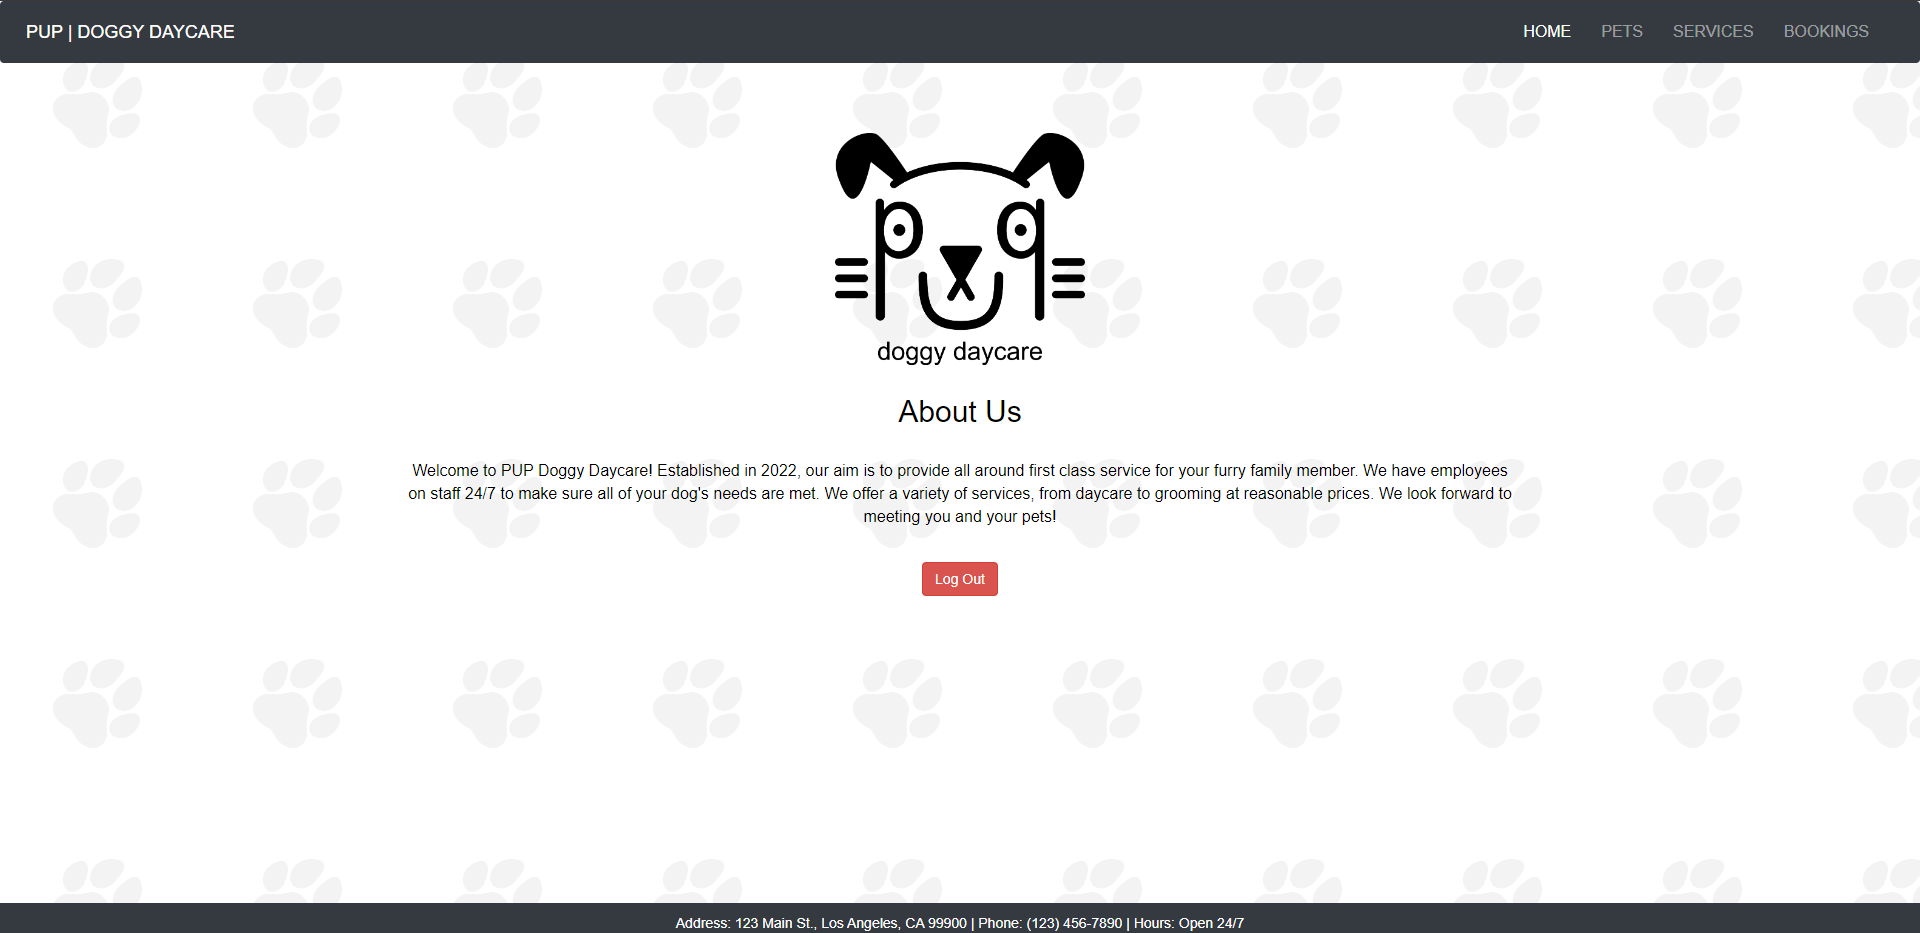 PUP | DOGGY DAYCARE
HOME PETS SERVICES BOOKINGS
doggy daycare
About Us
Welcome to PUP Doggy Daycare! Established in 2022, our aim is to provide all around first class service for your furry family member. We have employees
on staff 24/7 to make sure all of your dog's needs are met. We offer a variety of services, from daycare to grooming at reasonable prices. We look forward to
meeting you and your pets!
Log Out
Address: 123 Main St., Los Angeles, CA 99900 | Phone: (123) 456-7890 | Hours: Open 24/7